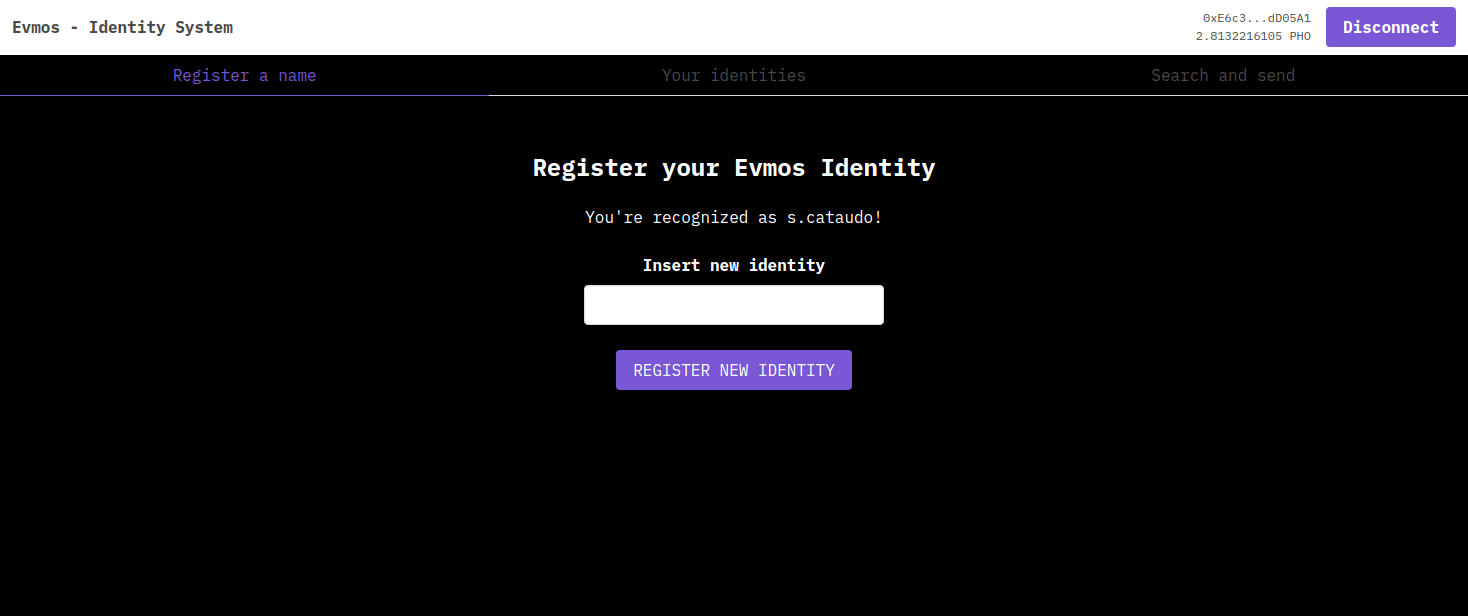 Evmos - Identity System
0xE6c3...dD05A1
2.8132216105 PHO
Disconnect
Register a name
Your identities
Search and send
Register your Evmos Identity
You're recognized as s.cataudo!
Insert new identity
REGISTER NEW IDENTITY